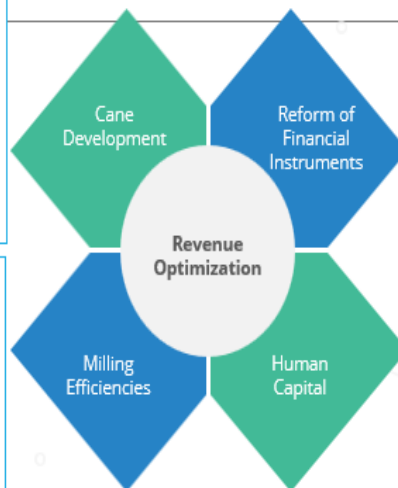 Cane
Development
Reform of
Financial
Instruments
Revenue
Optimization
Milling
Efficiencies
Human
Capital